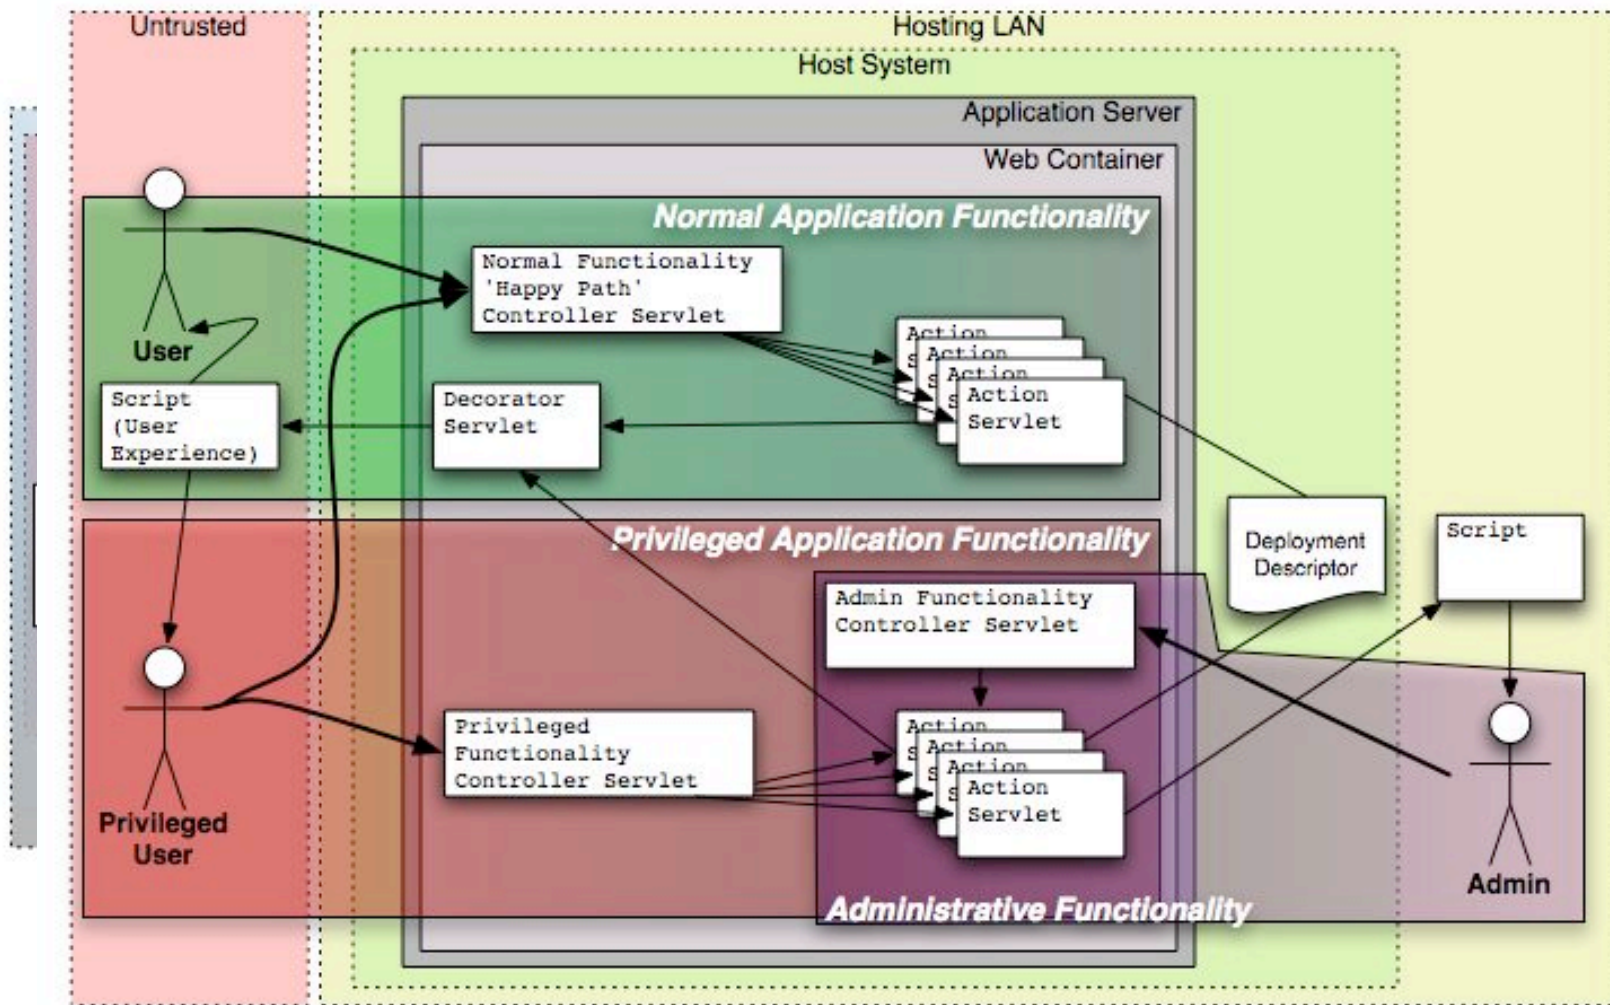 Untrusted
Hosting LAN
Host System
Application Server
Web Container
Normal Application Functionality
Normal Functionality
'Happy Path'
Controller Servlet
User
Action
S
Action
S
Action
S
Action
Servlet
Script
(User
Experience)
Decorator
Servlet
Privileged Application Functionality
Deployment
Descriptor
Script
Admin Functionality
Controller Servlet
Privileged
Functionality
Controller Servlet
Action
S
Action
S
Action
S
Action
Servlet
Privileged
User
Admin
Administrative Functionality